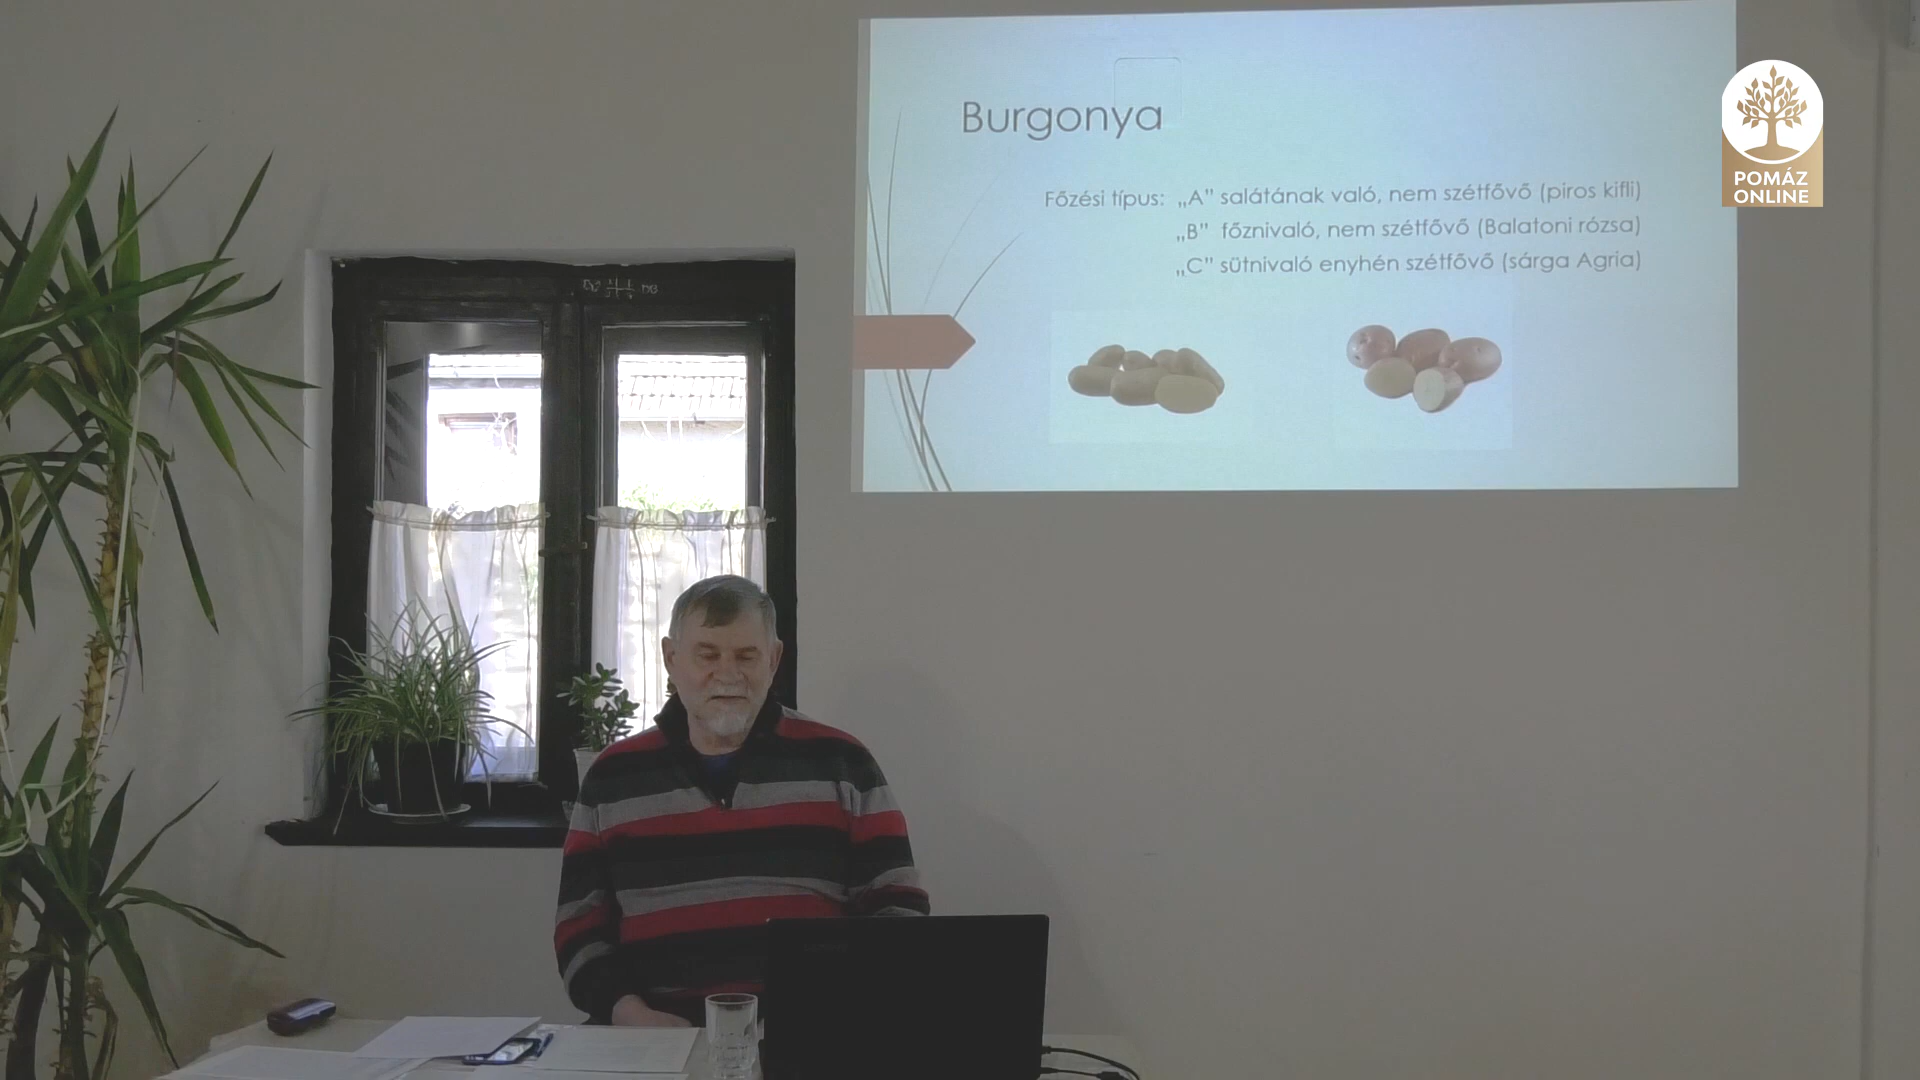 Burgonya
Főzési típus: „A” salátának való, nem szétfővő (piros kifli)
„B” főznivaló, nem szétfővő (Balatoni rózsa)
„C” sütnivaló enyhén szétfővő (sárga Agria)
POMÁZ
ONLINE